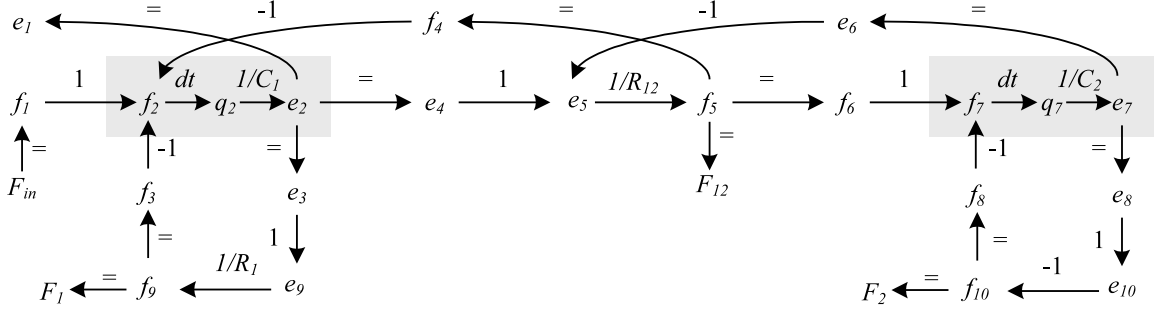 = -1 = -1 =
e1 f4 e6
1 dt 1/C1 = 1 1/R12 = 1 dt 1/C2
f1 f2 q2 e2 e4 e5 f5 f6 f7 q7 e7
= -1 = = -1 =
Fin f3 e3 F12 f8 e8
= 1 = 1
= 1/R1 = -1
F1 f9 e9 F2 f10 e10